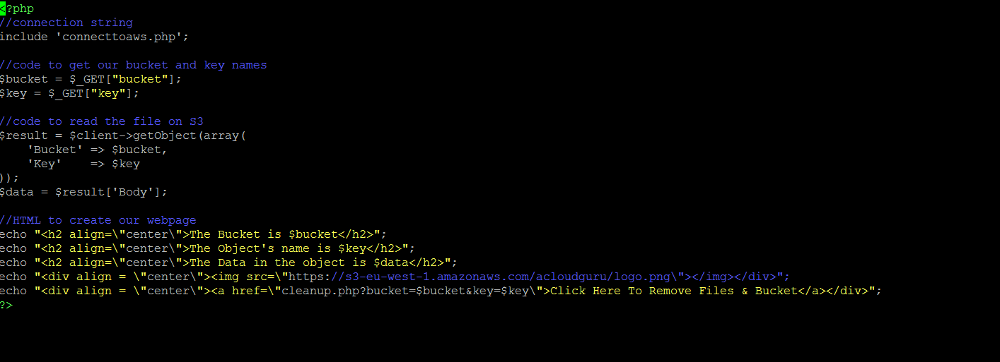 <?php
//connection string
include 'connecttoaws.php';
//code to get our bucket and key names
$bucket = $_GET["bucket"];
$key = $_GET["key"];
//code to read the file on S3
$result = $client->getObject(array(
    'Bucket' => $bucket,
    'Key'    => $key
));
$data = $result['Body'];
//HTML to create our webpage
echo "<h2 align=\"center\">The Bucket is $bucket</h2>";
echo "<h2 align=\"center\">The Object's name is $key</h2>";
echo "<h2 align=\"center\">The Data in the object is $data</h2>";
echo "<div align = \"center\"><img src=\"https://s3-eu-west-1.amazonaws.com/acloudguru/logo.png\"></img></div>";
echo "<div align = \"center\"><a href=\"cleanup.php?bucket=$bucket&key=$key\">Click Here To Remove Files & Bucket</a></div>";
?>